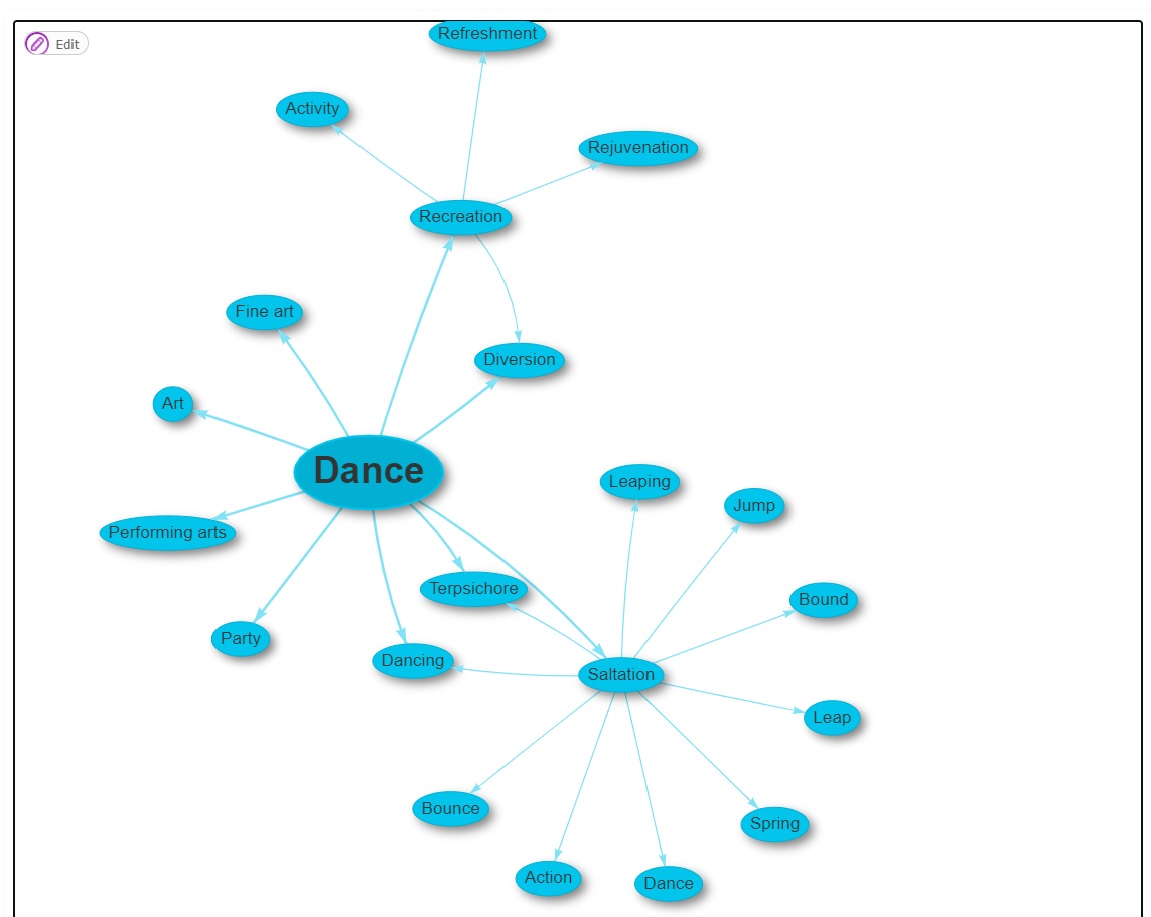 Refreshment
Edit
Activity
Rejuvenation
Recreation
Fine art
Diversion
Art
Dance
Leaping
Jump
Performing arts
Terpsichore
Bound
Party
Dancing
Saltation
Leap
Bounce
Spring
Action
Dance